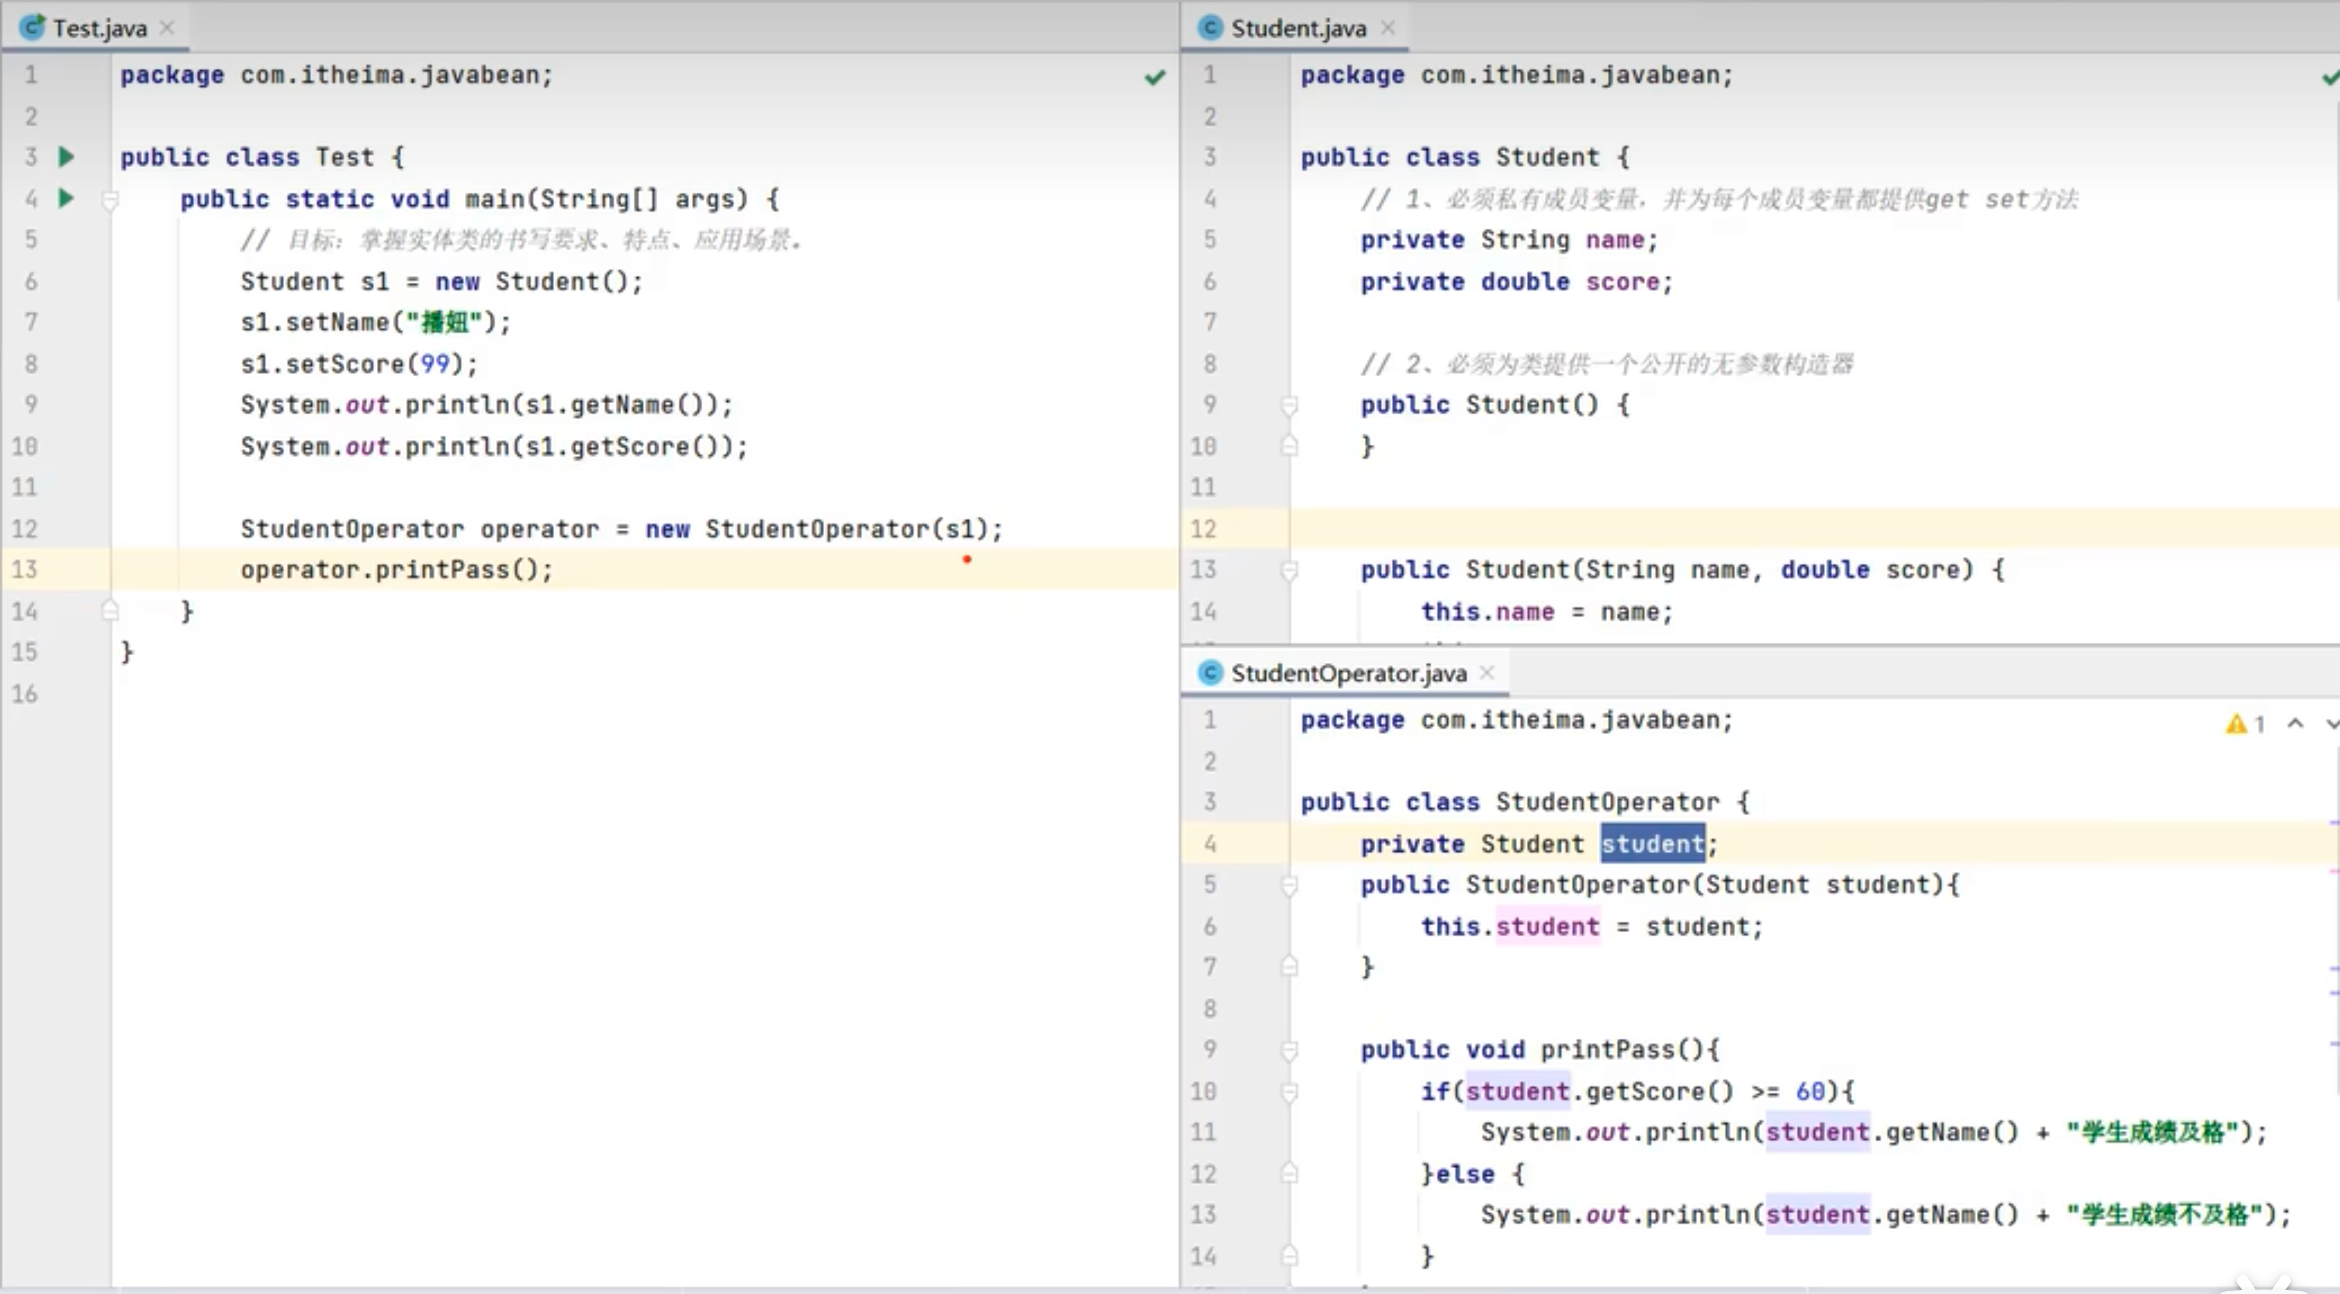 Test.java
1 package com.itheima.javabean;
2
3 public class Test {
4 public static void main(String[] args) {
5 // 目标：掌握实体类的书写要求、特点、应用场景。
6 Student s1 = new Student();
7 s1.setName("播妞");
8 s1.setScore(99);
9 System.out.println(s1.getName());
10 System.out.println(s1.getScore());
11
12 StudentOperator operator = new StudentOperator(s1);
13 operator.printPass();
14 }
15 }
16
Student.java
1 package com.itheima.javabean;
2
3 public class Student {
4 // 1、必须私有成员变量，并为每个成员变量都提供get set方法
5 private String name;
6 private double score;
7
8 // 2、必须为类提供一个公开的无参数构造器
9 public Student() {
10 }
11
12
13 public Student(String name, double score) {
14 this.name = name;
StudentOperator.java
1 package com.itheima.javabean;
1
2
3 public class StudentOperator {
4 private Student student;
5 public StudentOperator(Student student){
6 this.student = student;
7 }
8
9 public void printPass(){
10 if(student.getScore() >= 60){
11 System.out.println(student.getName() + "学生成绩及格");
12 }else {
13 System.out.println(student.getName() + "学生成绩不及格");
14 }